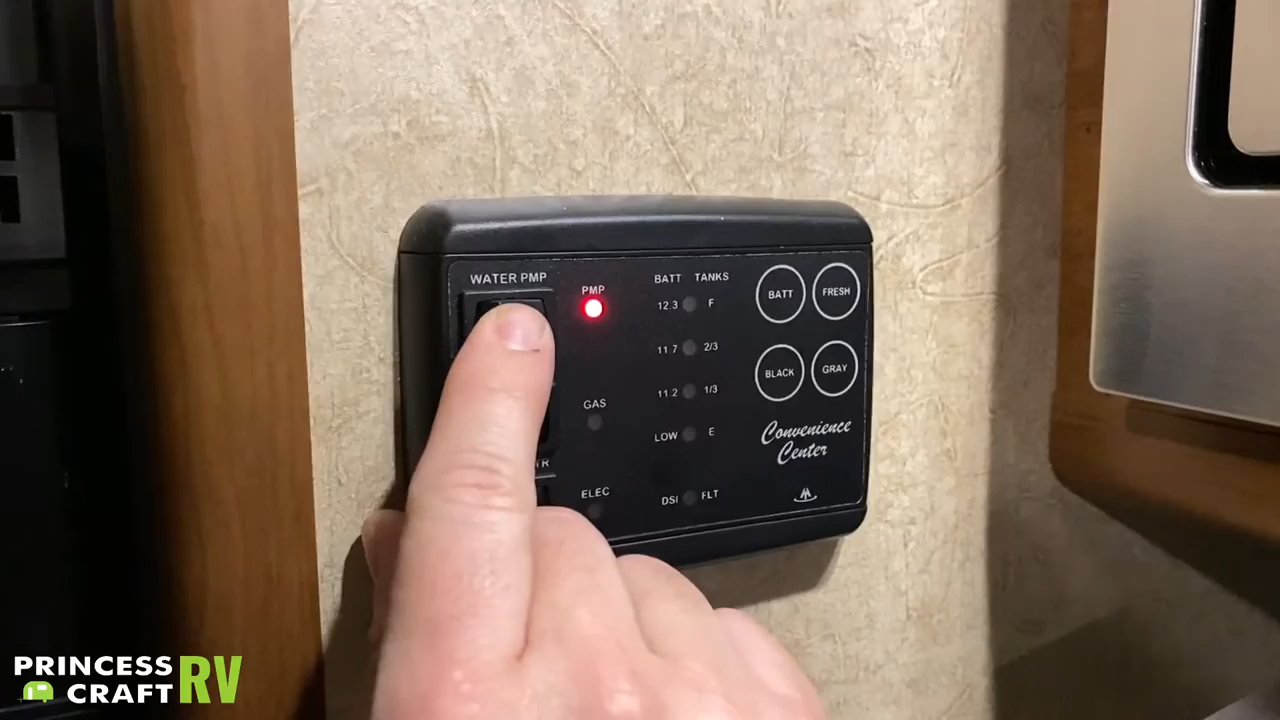 WATER PMP
PMP
BATT TANKS
12.3 F
11.7 2/3
11.2 1/3
LOW E
DSI FLT
GAS
ELEC
BATT
FRESH
BLACK
GRAY
Convenience
Center
PRINCESS
CRAFT
RV